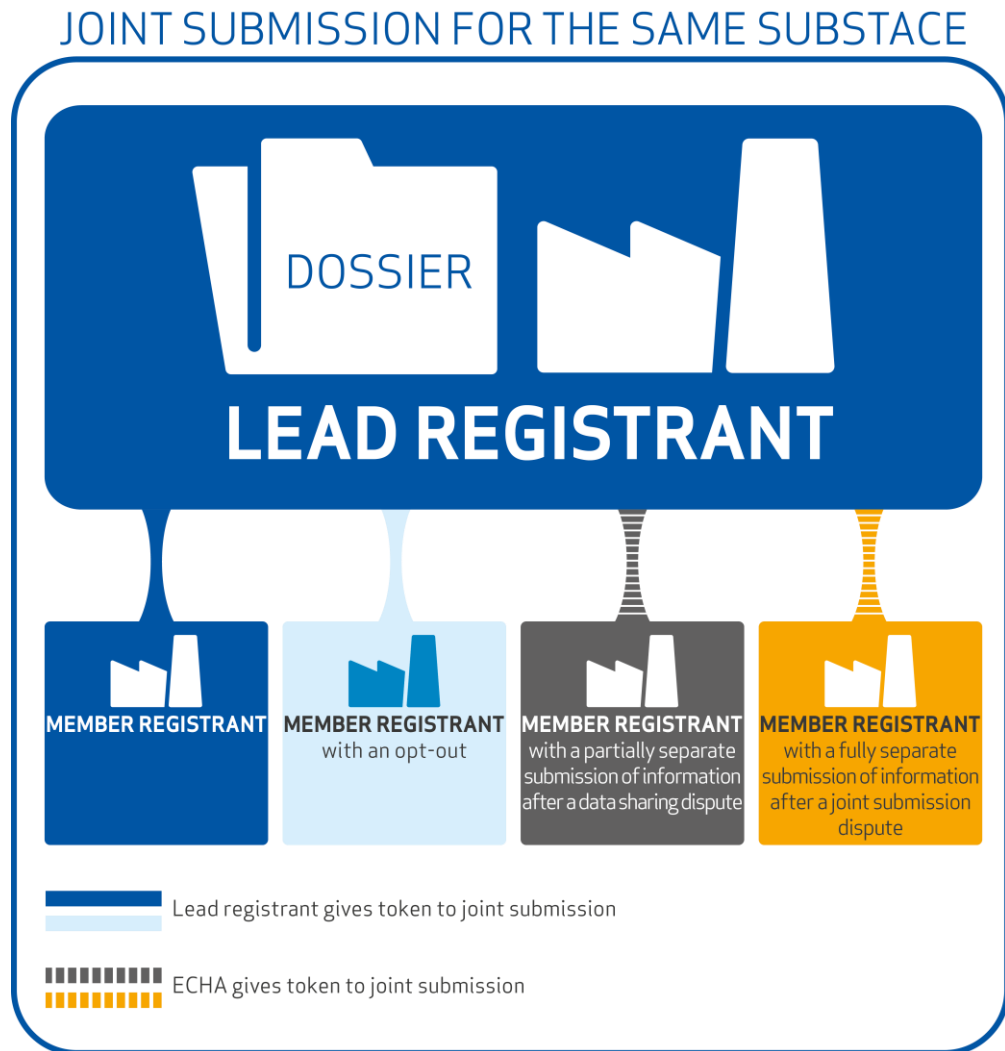 JOINT SUBMISSION FOR THE SAME SUBSTACE
DOSSIER
LEAD REGISTRANT
MEMBER REGISTRANT
MEMBER REGISTRANT
with an opt-out
MEMBER REGISTRANT
with a partially separate
submission of information
after a data sharing dispute
MEMBER REGISTRANT
with a fully separate
submission of information
after a joint submission
dispute
Lead registrant gives token to joint submission
ECHA gives token to joint submission